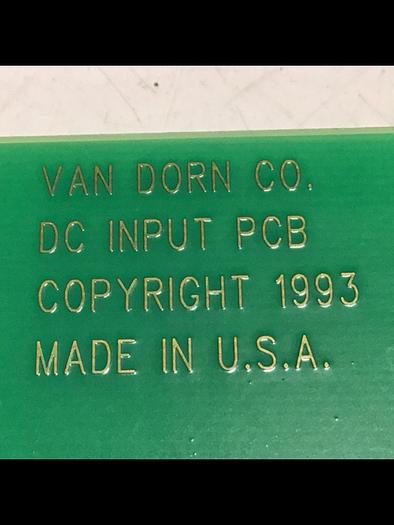 VAN DORN CO.
DC INPUT PCB
COPYRIGHT 1993
MADE IN U.S.A.